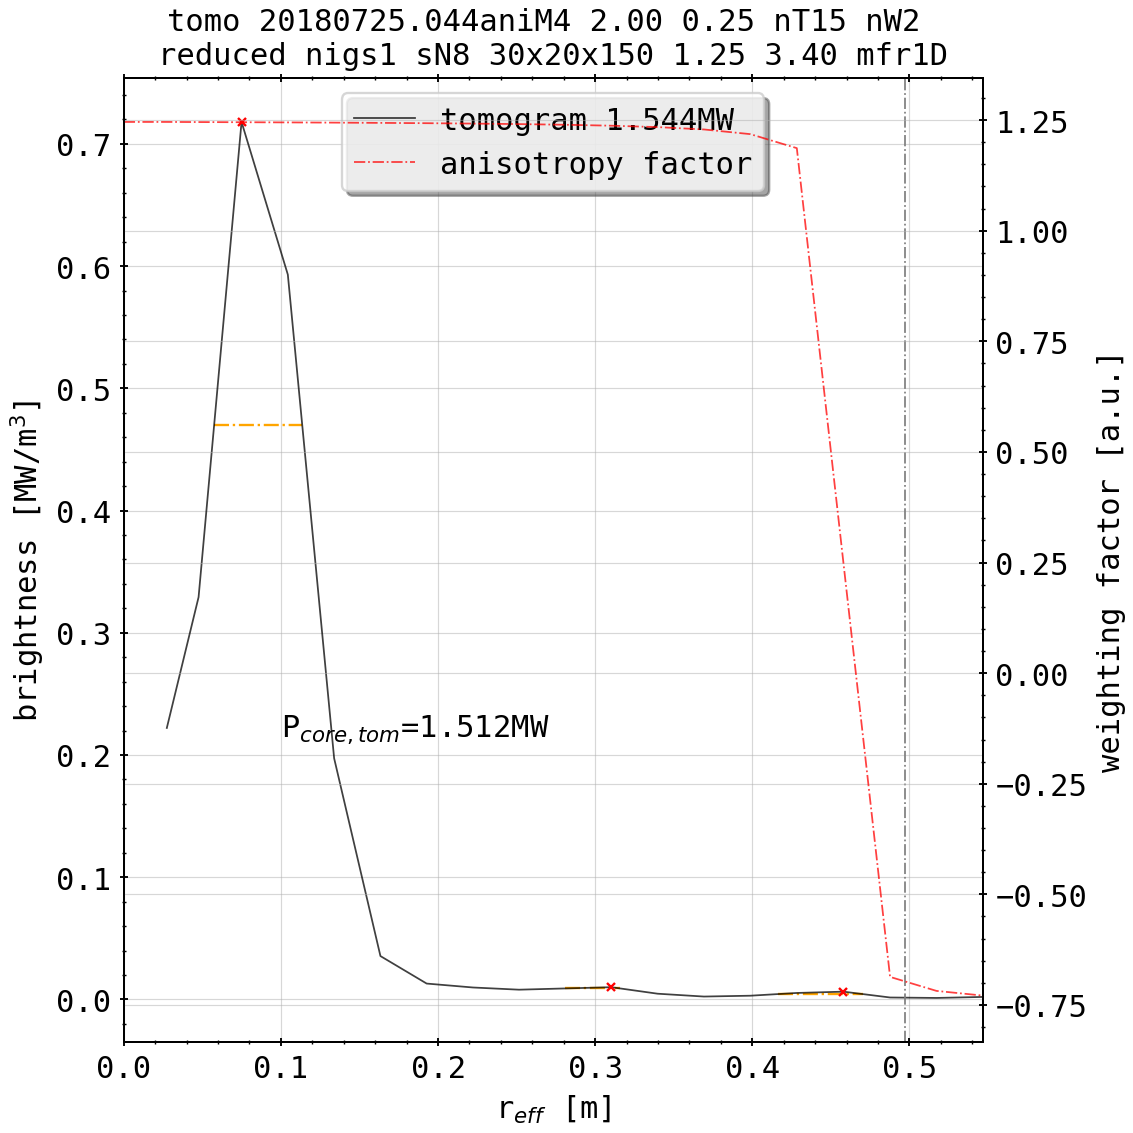 tomo 20180725.044aniM4 2.00 0.25 nT15 nW2
reduced nigs1 sN8 30x20x150 1.25 3.40 mfr1D
tomogram 1.544MW
anisotropy factor
brightness [MW/m³]
0.7
0.6
0.5
0.4
0.3
0.2
0.1
0.0
P_core,tom=1.512MW
1.25
1.00
0.75
0.50
0.25
0.00
−0.25
−0.50
−0.75
weighting factor [a.u.]
0.0 0.1 0.2 0.3 0.4 0.5
r_eff [m]